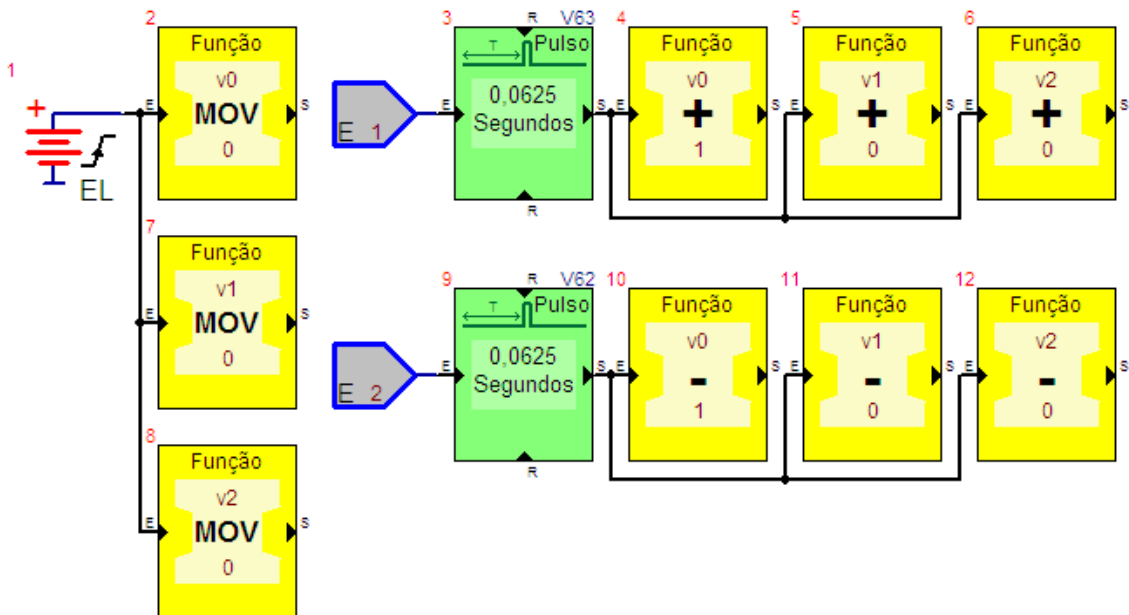 1
+
EL
2
Função
E
v0
MOV
0
S
7
Função
E
v1
MOV
0
S
8
Função
E
v2
MOV
0
S
E 1
3
R
V63
T
Pulso
E
0,0625
Segundos
S
R
4
Função
E
v0
+
1
S
5
Função
E
v1
+
0
S
6
Função
E
v2
+
0
S
E 2
9
R
V62
T
Pulso
E
0,0625
Segundos
S
R
10
Função
E
v0
-
1
S
11
Função
E
v1
-
0
S
12
Função
E
v2
-
0
S